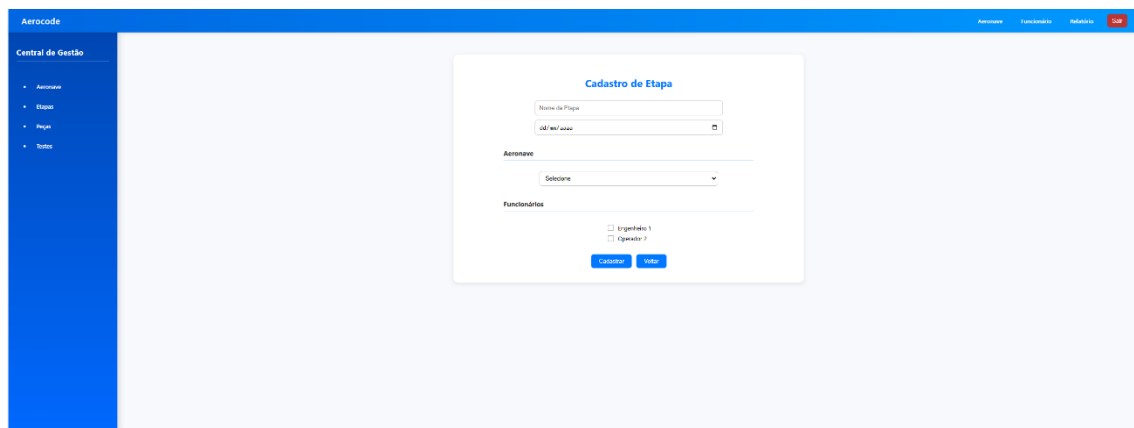 Aerocode
Aeronave Funcionário Relatório Sair
Central de Gestão
Aeronave
Etapas
Peças
Testes
Cadastro de Etapa
Nome da Etapa
dd/mm/aaaa
Aeronave
Selecione
Funcionários
Engenheiro 1
Operador 2
Cadastrar Voltar